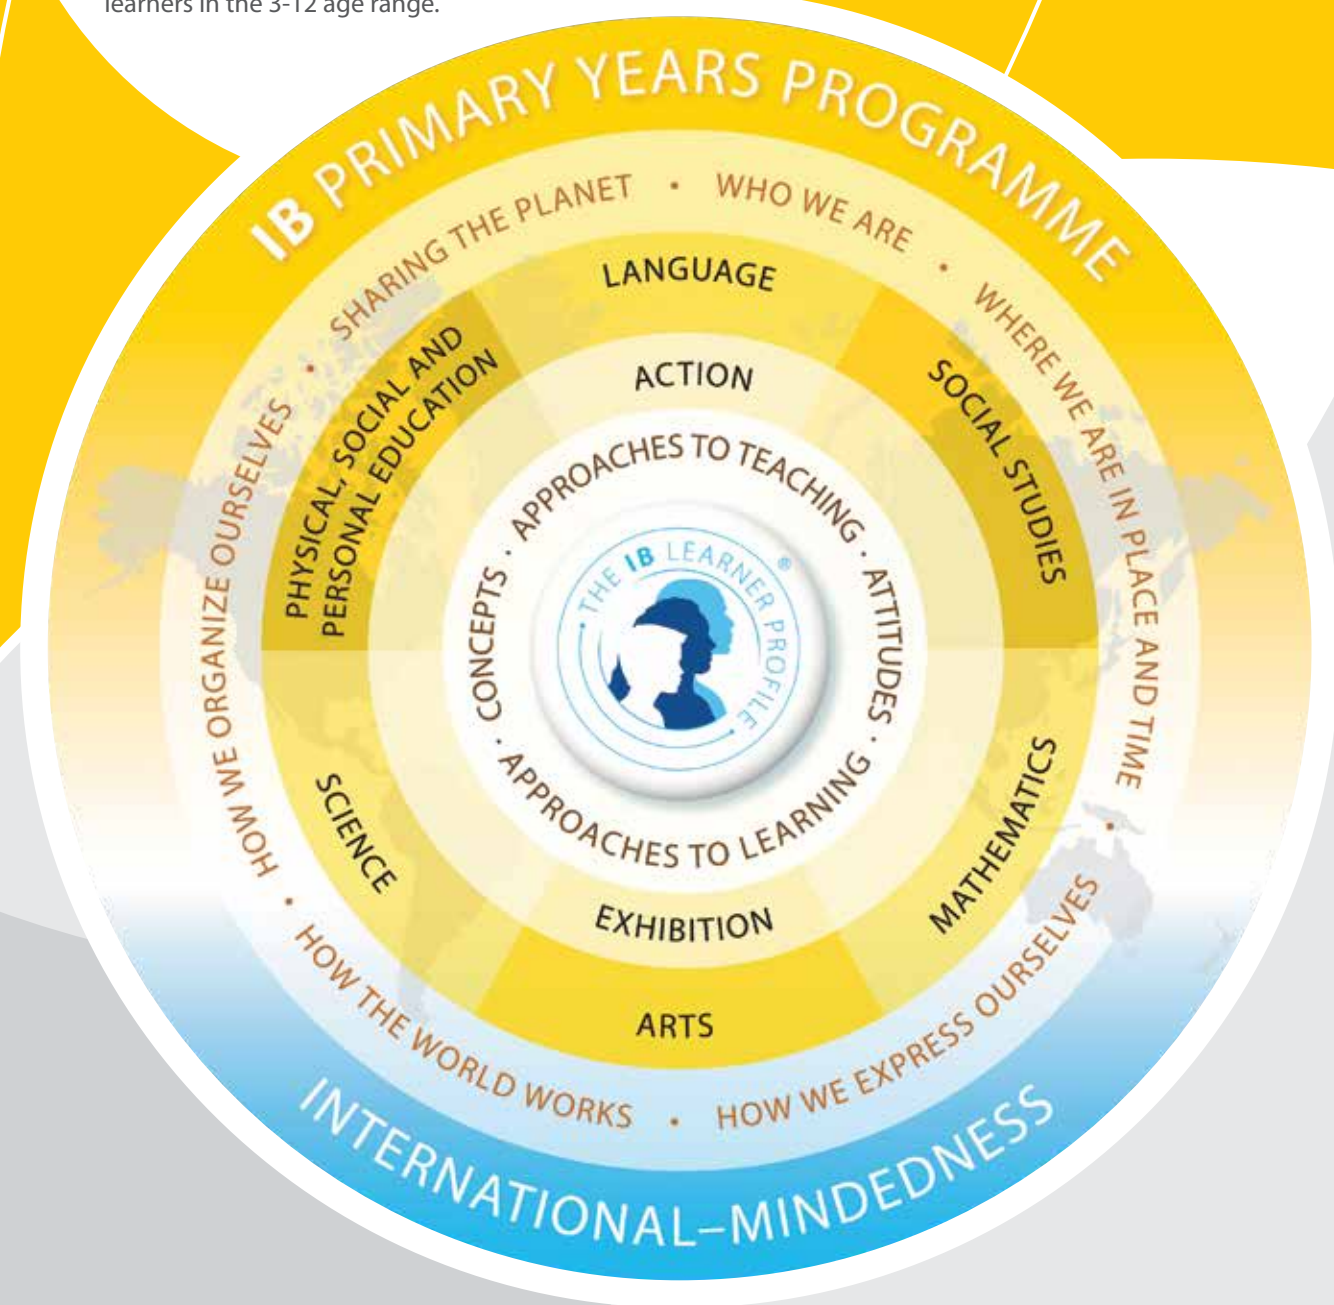 learners in the 3-12 age range.
IB PRIMARY YEARS PROGRAMME
SHARING THE PLANET • WHO WE ARE • WHERE WE ARE IN PLACE AND TIME • HOW WE EXPRESS OURSELVES • HOW THE WORLD WORKS • HOW WE ORGANIZE OURSELVES •
LANGUAGE
SOCIAL STUDIES
MATHEMATICS
ARTS
SCIENCE
PHYSICAL, SOCIAL AND
PERSONAL EDUCATION
ACTION
EXHIBITION
APPROACHES TO TEACHING · ATTITUDES · APPROACHES TO LEARNING · CONCEPTS ·
· THE IB LEARNER PROFILE ·
®
INTERNATIONAL–MINDEDNESS